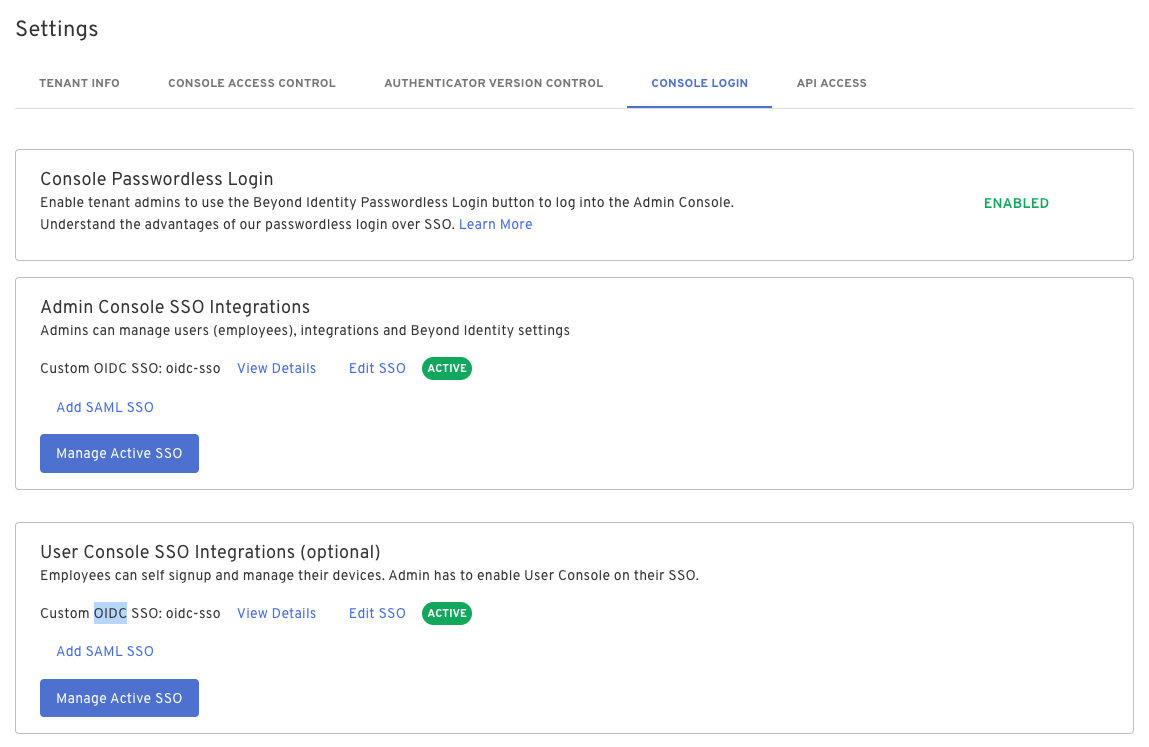 Settings
TENANT INFO CONSOLE ACCESS CONTROL AUTHENTICATOR VERSION CONTROL CONSOLE LOGIN API ACCESS
Console Passwordless Login
Enable tenant admins to use the Beyond Identity Passwordless Login button to log into the Admin Console.
ENABLED
Understand the advantages of our passwordless login over SSO. Learn More
Admin Console SSO Integrations
Admins can manage users (employees), integrations and Beyond Identity settings
Custom OIDC SSO: oidc-sso View Details Edit SSO ACTIVE
Add SAML SSO
Manage Active SSO
User Console SSO Integrations (optional)
Employees can self signup and manage their devices. Admin has to enable User Console on their SSO.
Custom OIDC SSO: oidc-sso View Details Edit SSO ACTIVE
Add SAML SSO
Manage Active SSO